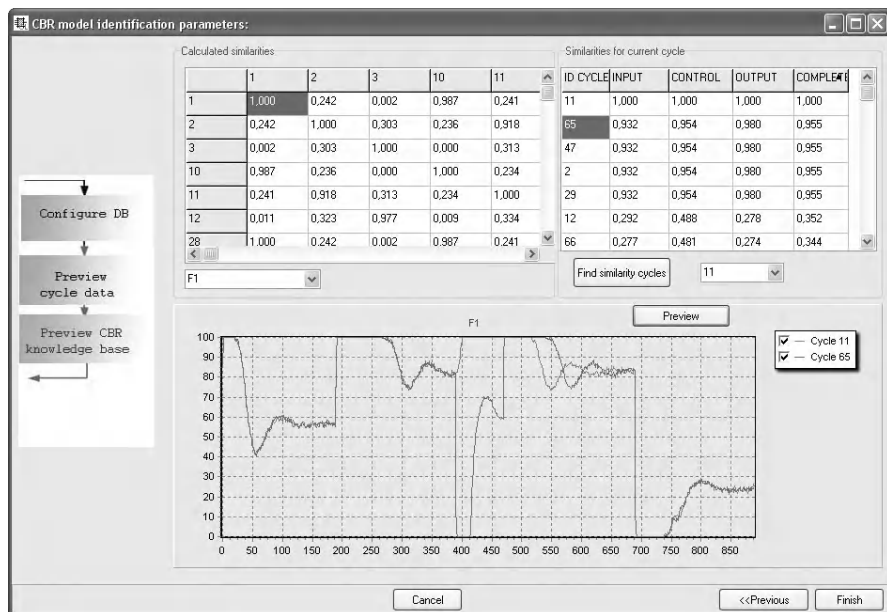 CBR model identification parameters:
Calculated similarities
1 2 3 10 11
1 1,000 0,242 0,002 0,987 0,241
2 0,242 1,000 0,303 0,236 0,918
3 0,002 0,303 1,000 0,000 0,313
10 0,987 0,236 0,000 1,000 0,234
11 0,241 0,918 0,313 0,234 1,000
12 0,011 0,323 0,977 0,009 0,334
28 1,000 0,242 0,002 0,987 0,241
F1
Similarities for current cycle
ID CYCLE INPUT CONTROL OUTPUT
11 1,000 1,000 1,000 1,000
65 0,932 0,954 0,980 0,955
47 0,932 0,954 0,980 0,955
2 0,932 0,954 0,980 0,955
29 0,932 0,954 0,980 0,955
12 0,292 0,488 0,278 0,352
66 0,277 0,481 0,274 0,344
Find similarity cycles
11
Configure DB
Preview
cycle data
Preview CBR
knowledge base
F1
Preview
Cycle 11
Cycle 65
100
90
80
70
60
50
40
30
20
10
0
0 50 100 150 200 250 300 350 400 450 500 550 600 650 700 750 800 850
Cancel
<<Previous
Finish